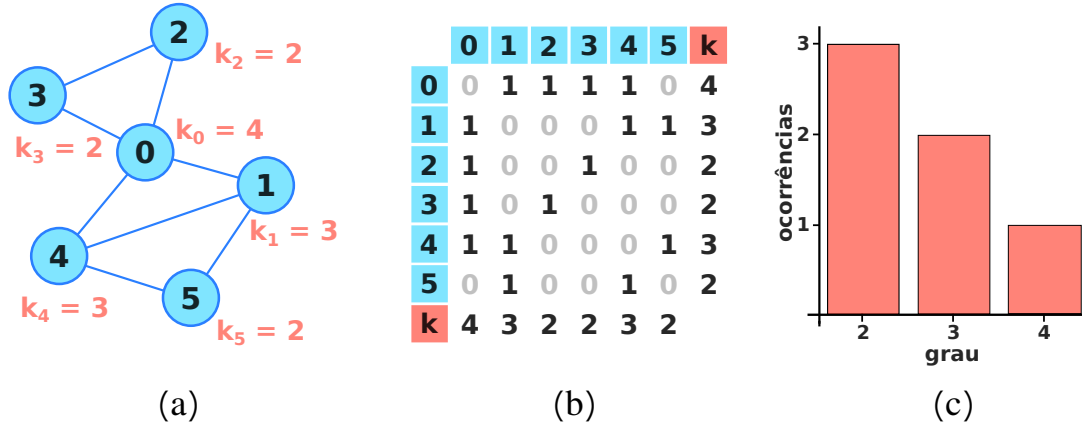 2
k2 = 2
3
k0 = 4
k3 = 2
0
1
k1 = 3
4
k4 = 3
5
k5 = 2
(a)
0 1 2 3 4 5 k
0 0 1 1 1 1 0 4
1 1 0 0 0 1 1 3
2 1 0 0 1 0 0 2
3 1 0 1 0 0 0 2
4 1 1 0 0 0 1 3
5 0 1 0 0 1 0 2
k 4 3 2 2 3 2
(b)
ocorrências
3
2
1
2 3 4
grau
(c)